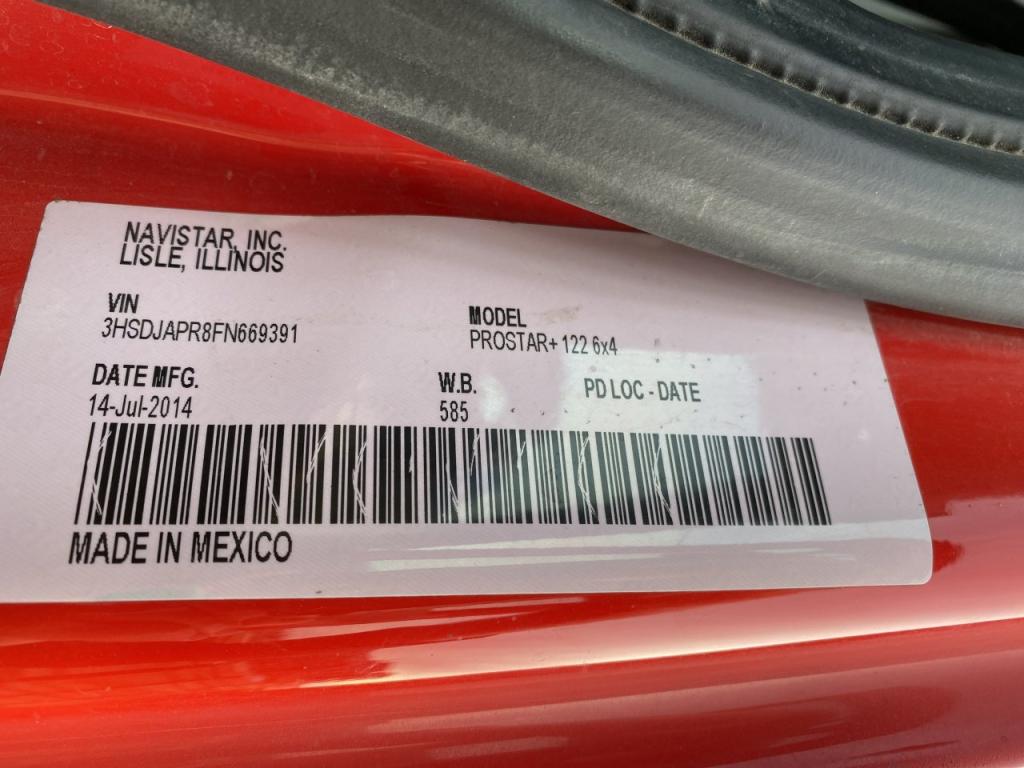 NAVISTAR, INC.
LISLE, ILLINOIS
VIN
3HSDJAPR8FN669391
MODEL
PROSTAR+ 122 6x4
DATE MFG.
14-Jul-2014
W.B.
585
PD LOC - DATE
MADE IN MEXICO